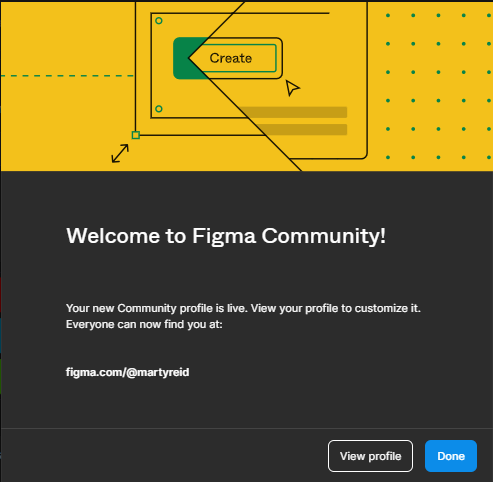 Create
Welcome to Figma Community!
Your new Community profile is live. View your profile to customize it.
Everyone can now find you at:
figma.com/@martyreid
View profile
Done